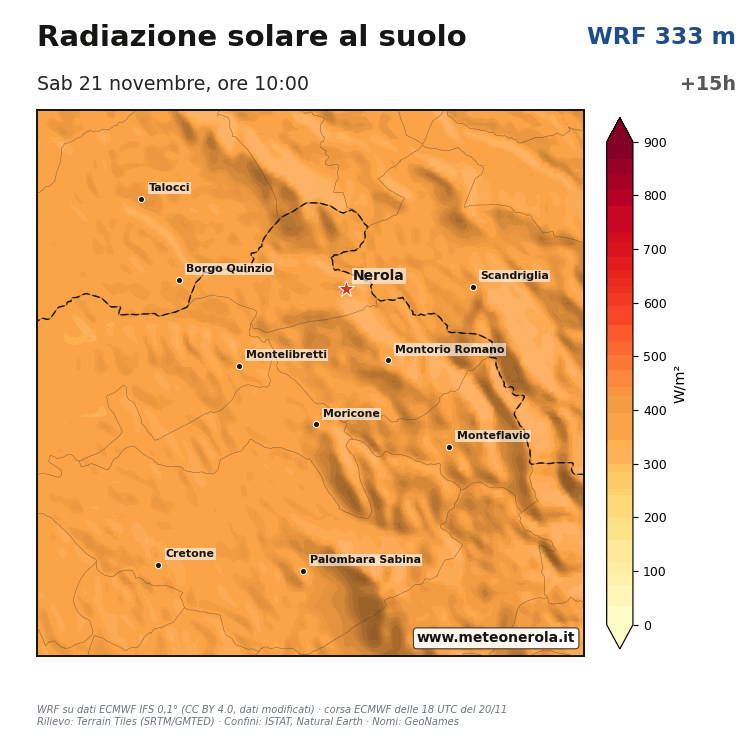 Radiazione solare al suolo
WRF 333 m
Sab 21 novembre, ore 10:00
+15h
Talocci
Borgo Quinzio
Nerola
Scandriglia
Montelibretti
Montorio Romano
Moricone
Monteflavio
Cretone
Palombara Sabina
www.meteonerola.it
900
800
700
600
500
400
300
200
100
0
W/m²
WRF su dati ECMWF IFS 0,1° (CC BY 4.0, dati modificati) · corsa ECMWF delle 18 UTC del 20/11
Rilievo: Terrain Tiles (SRTM/GMTED) · Confini: ISTAT, Natural Earth · Nomi: GeoNames